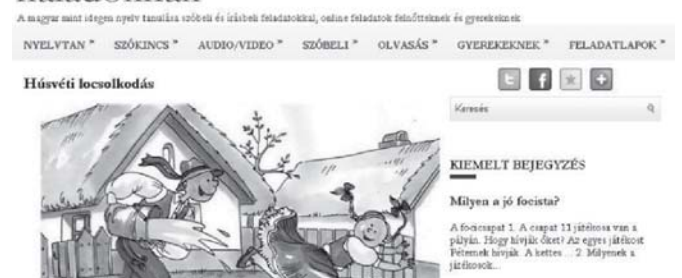 A magyar mint idegen nyelv tanulása szóbeli és írásbeli feladatokkal, online feladatok felnőtteknek és gyerekeknek
NYELVTAN "
SZÓKINCS "
AUDIO/VIDEO "
SZÓBELI "
OLVASÁS "
GYEREKEKNEK "
FELADATLAPOK "
Húsvéti locsolkodás
Keresés
KIEMELT BEJEGYZÉS
Milyen a jó focista?
A focicsapat 1. A csapat 11 játékosa van a
pályán. Hogy hívják őket? Az egyes játékost
Péternek hívják. A kettes ... 2. Milyenek a
játékosok...